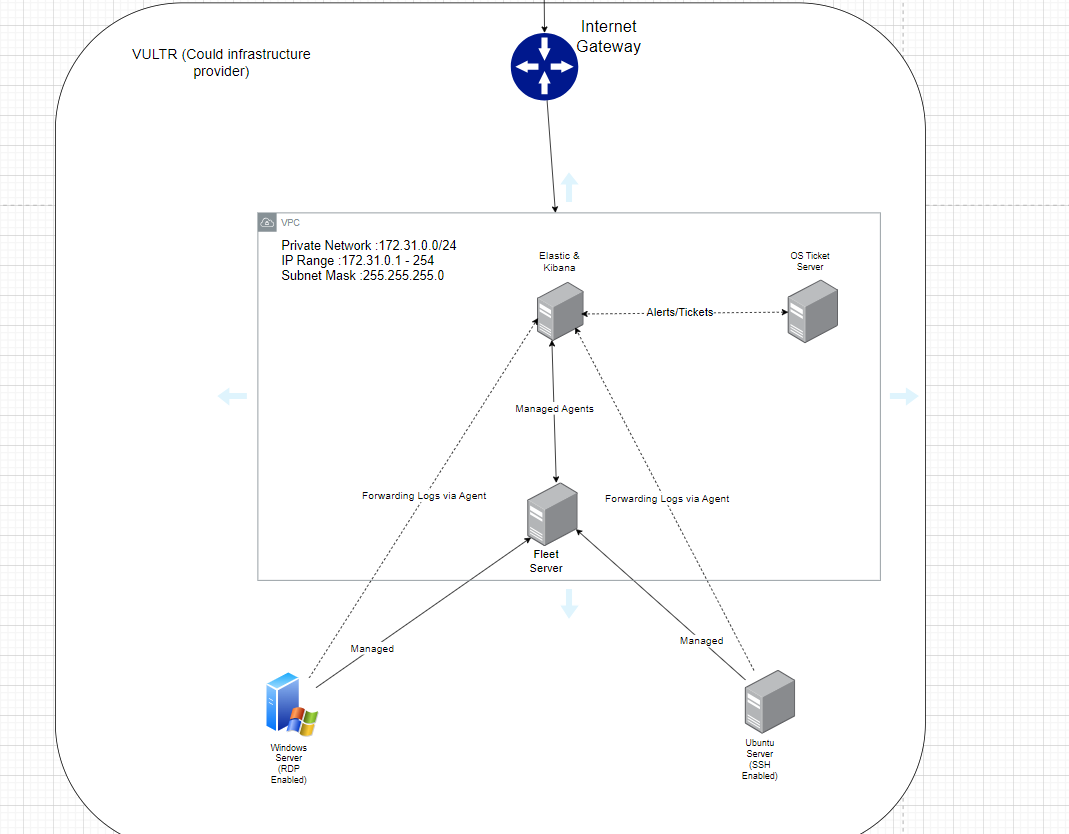 Internet
Gateway
VULTR (Could infrastructure
provider)
VPC
Private Network :172.31.0.0/24
IP Range :172.31.0.1 - 254
Subnet Mask :255.255.255.0
Elastic &
Kibana
OS Ticket
Server
Alerts/Tickets
Managed Agents
Forwarding Logs via Agent
Forwarding Logs via Agent
Fleet
Server
Managed
Managed
Windows
Server
(RDP
Enabled)
Ubuntu
Server
(SSH
Enabled)